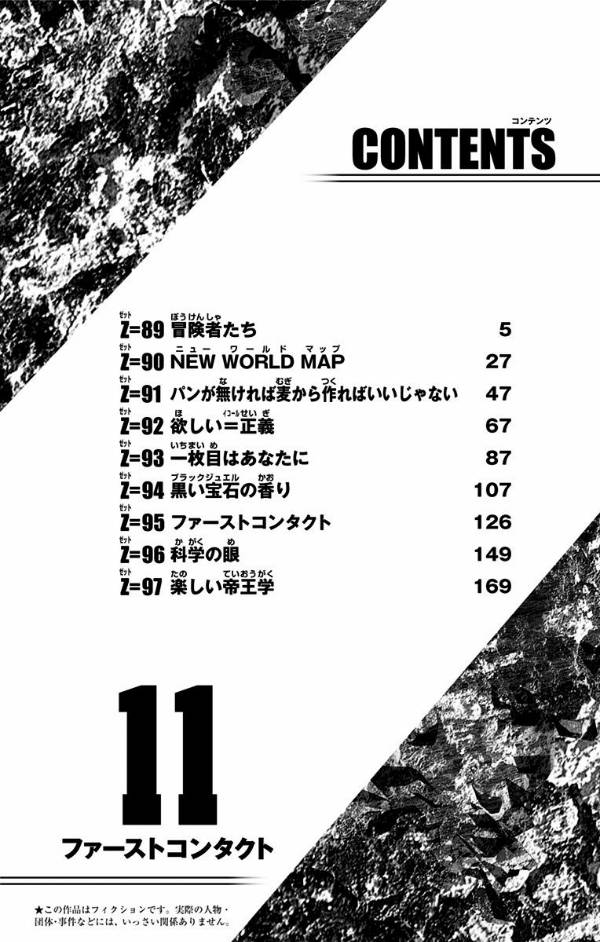 コンテンツ
CONTENTS
ゼット ぼうけんしゃ
Z=89 冒険者たち 5
ゼット ニュー ワールド マップ
Z=90 NEW WORLD MAP 27
ゼット な むぎ つく
Z=91 パンが無ければ麦から作ればいいじゃない 47
ゼット ほ イコール せいぎ
Z=92 欲しい＝正義 67
ゼット いちまいめ
Z=93 一枚目はあなたに 87
ゼット ブラックジュエル かお
Z=94 黒い宝石の香り 107
ゼット
Z=95 ファーストコンタクト 126
ゼット かがく め
Z=96 科学の眼 149
ゼット たの ていおうがく
Z=97 楽しい帝王学 169
11
ファーストコンタクト
★この作品はフィクションです。実際の人物・
団体・事件などには、いっさい関係ありません。